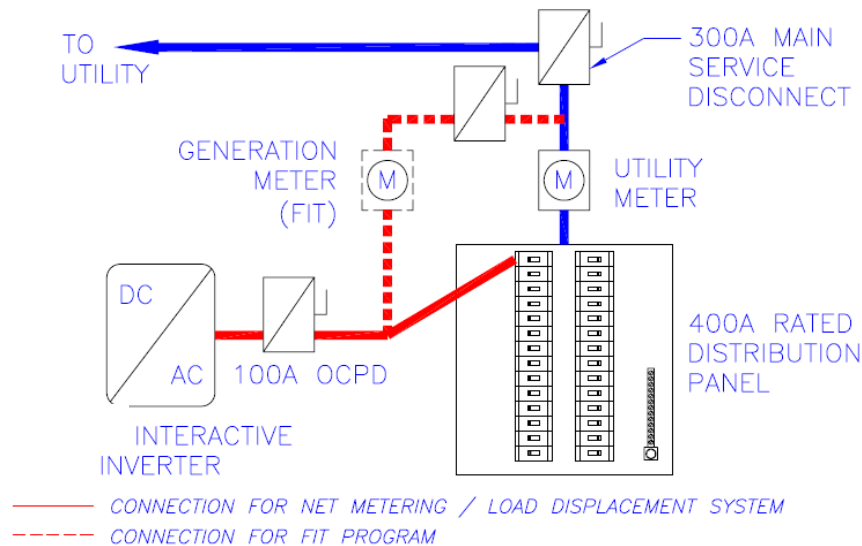 TO
UTILITY
300A MAIN
SERVICE
DISCONNECT
GENERATION
METER
(FIT)
M
M
UTILITY
METER
DC
AC
100A OCPD
400A RATED
DISTRIBUTION
PANEL
INTERACTIVE
INVERTER
CONNECTION FOR NET METERING / LOAD DISPLACEMENT SYSTEM
CONNECTION FOR FIT PROGRAM